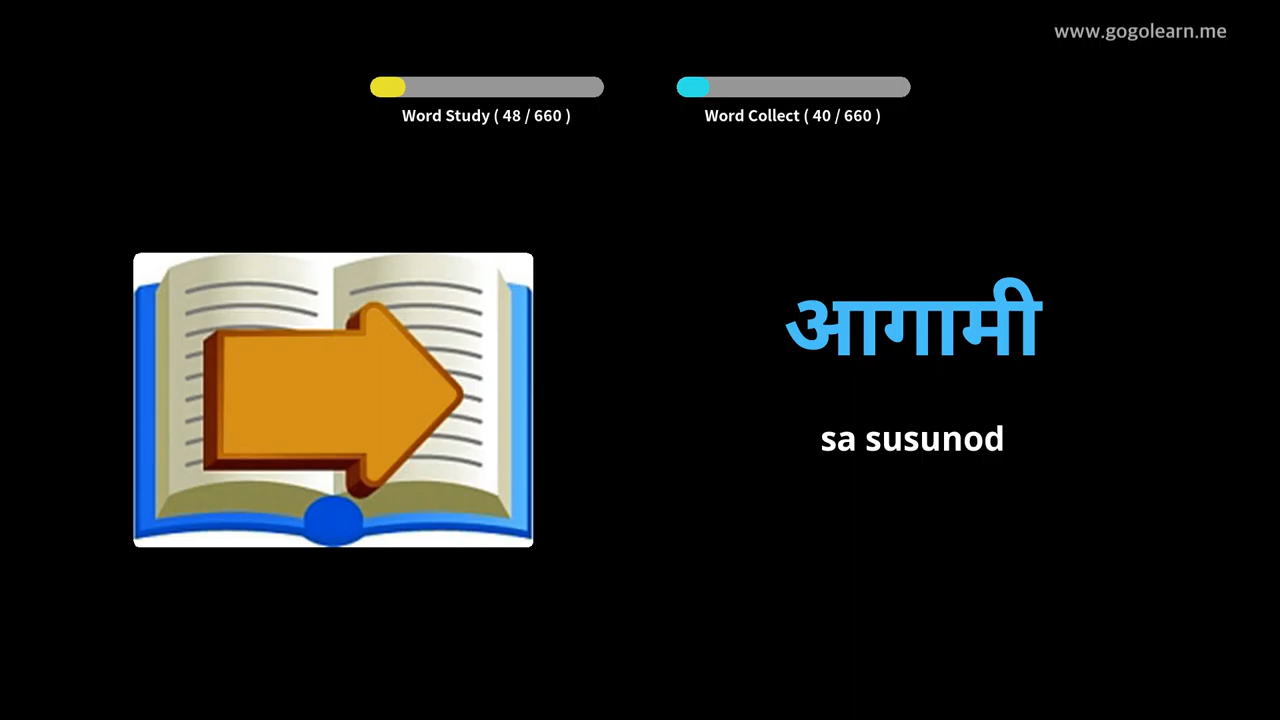 www.gogolearn.me
Word Study ( 48 / 660 )
Word Collect ( 40 / 660 )
आगामी
sa susunod